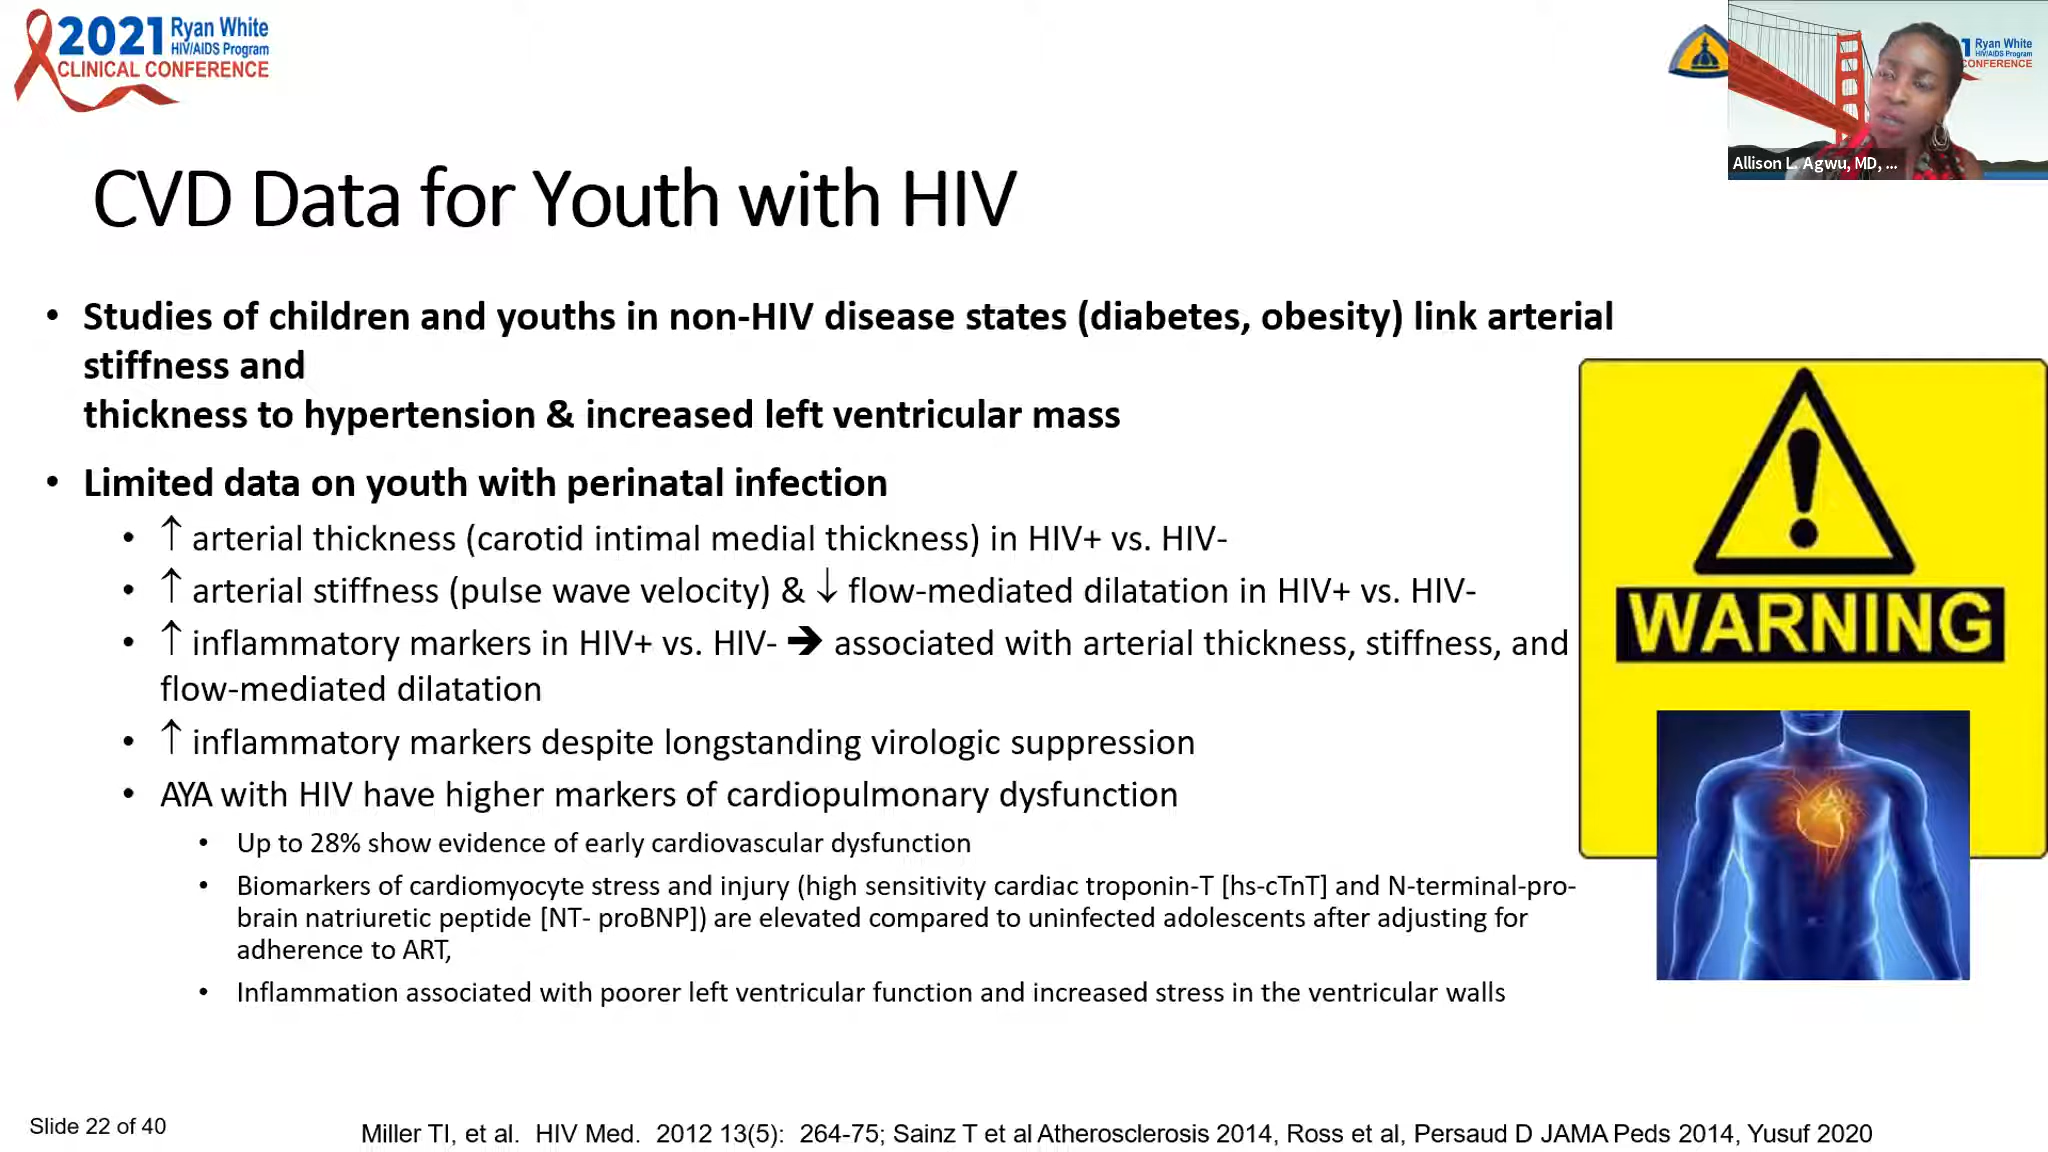 2021 Ryan White
HIV/AIDS Program
CLINICAL CONFERENCE
1 Ryan White
HIV/AIDS Program
CONFERENCE
Allison L. Agwu, MD, ...
CVD Data for Youth with HIV
• Studies of children and youths in non-HIV disease states (diabetes, obesity) link arterial
stiffness and
thickness to hypertension & increased left ventricular mass
• Limited data on youth with perinatal infection
• ↑ arterial thickness (carotid intimal medial thickness) in HIV+ vs. HIV-
• ↑ arterial stiffness (pulse wave velocity) & ↓ flow-mediated dilatation in HIV+ vs. HIV-
• ↑ inflammatory markers in HIV+ vs. HIV- ➔ associated with arterial thickness, stiffness, and
flow-mediated dilatation
• ↑ inflammatory markers despite longstanding virologic suppression
• AYA with HIV have higher markers of cardiopulmonary dysfunction
• Up to 28% show evidence of early cardiovascular dysfunction
• Biomarkers of cardiomyocyte stress and injury (high sensitivity cardiac troponin-T [hs-cTnT] and N-terminal-pro-
brain natriuretic peptide [NT- proBNP]) are elevated compared to uninfected adolescents after adjusting for
adherence to ART,
• Inflammation associated with poorer left ventricular function and increased stress in the ventricular walls
WARNING
Slide 22 of 40
Miller TI, et al. HIV Med. 2012 13(5): 264-75; Sainz T et al Atherosclerosis 2014, Ross et al, Persaud D JAMA Peds 2014, Yusuf 2020